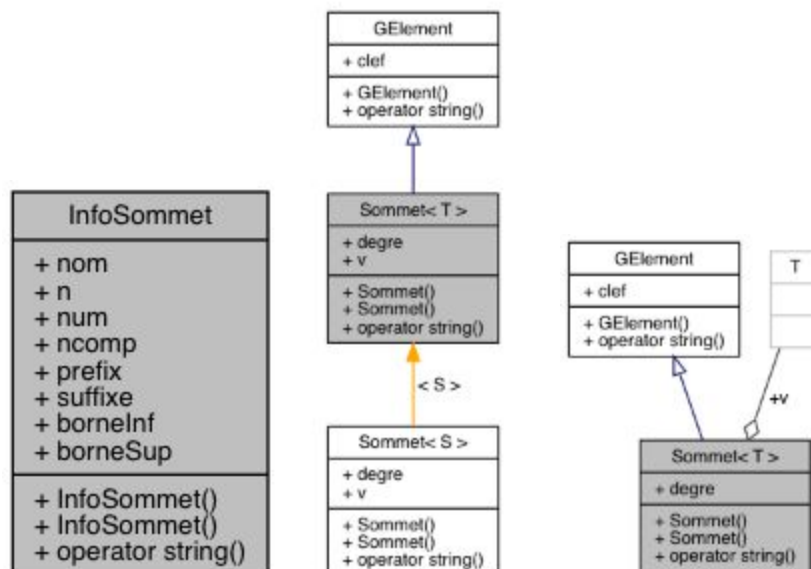 InfoSommet
+ nom
+ n
+ num
+ ncomp
+ prefix
+ suffixe
+ borneInf
+ borneSup
+ InfoSommet()
+ InfoSommet()
+ operator string()
GElement
+ clef
+ GElement()
+ operator string()
Sommet< T >
+ degre
+ v
+ Sommet()
+ Sommet()
+ operator string()
< S >
Sommet< S >
+ degre
+ v
+ Sommet()
+ Sommet()
+ operator string()
GElement
+ clef
+ GElement()
+ operator string()
T
+v
Sommet< T >
+ degre
+ Sommet()
+ Sommet()
+ operator string()